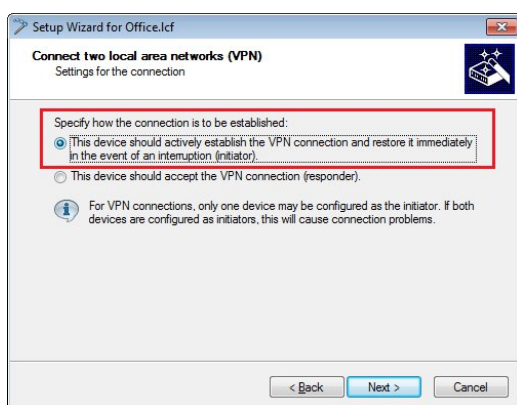 Setup Wizard for Office.lcf
Connect two local area networks (VPN)
Settings for the connection
Specify how the connection is to be established:
This device should actively establish the VPN connection and restore it immediately
in the event of an interruption (initiator).
This device should accept the VPN connection (responder).
For VPN connections, only one device may be configured as the initiator. If both
devices are configured as initiators, this will cause connection problems.
< Back Next > Cancel